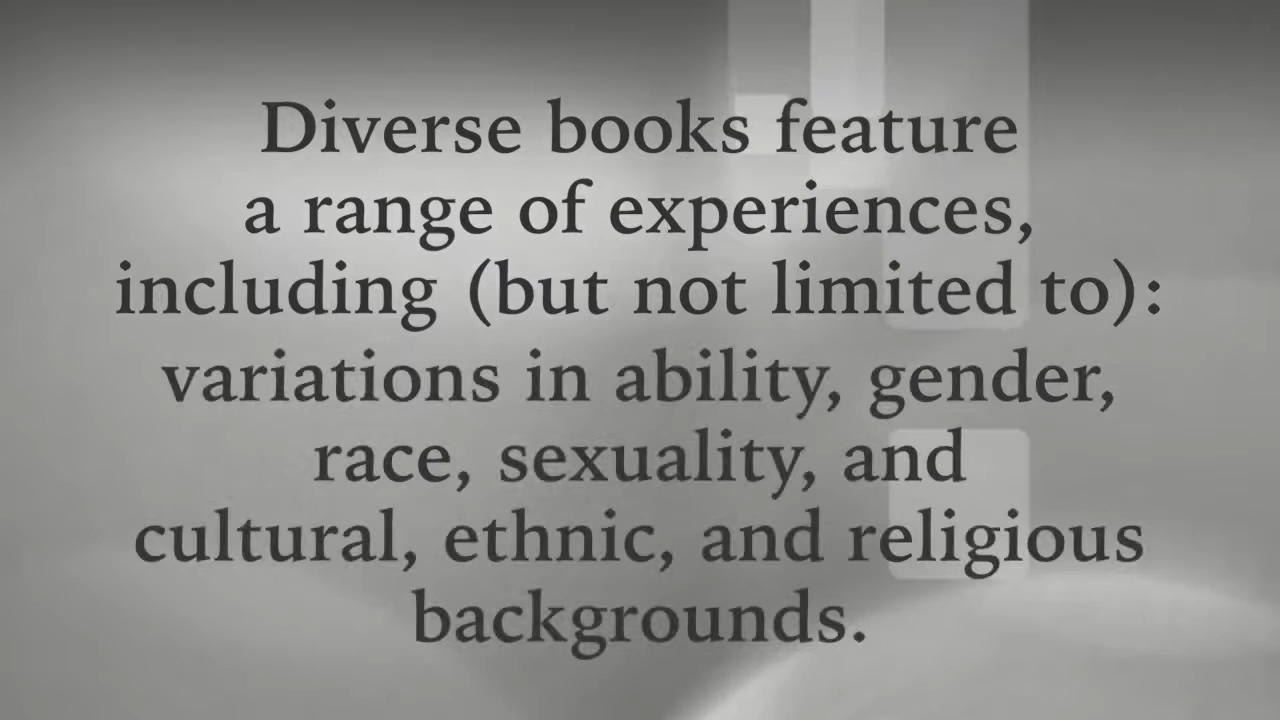 Diverse books feature
a range of experiences,
including (but not limited to):
variations in ability, gender,
race, sexuality, and
cultural, ethnic, and religious
backgrounds.